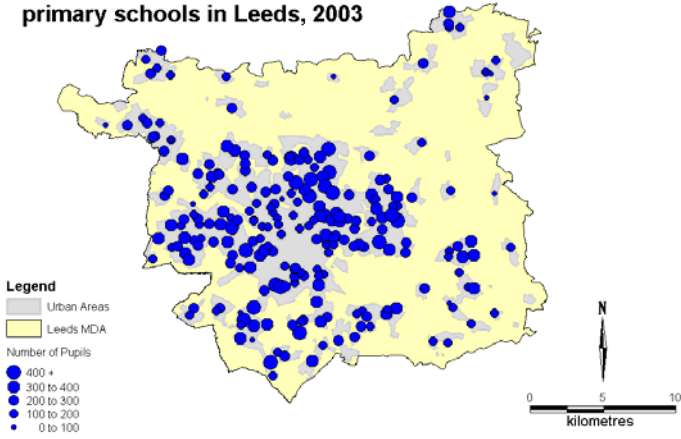 primary schools in Leeds, 2003
Legend
Urban Areas
Leeds MDA
Number of Pupils
400 +
300 to 400
200 to 300
100 to 200
0 to 100
N
0 5 10
kilometres